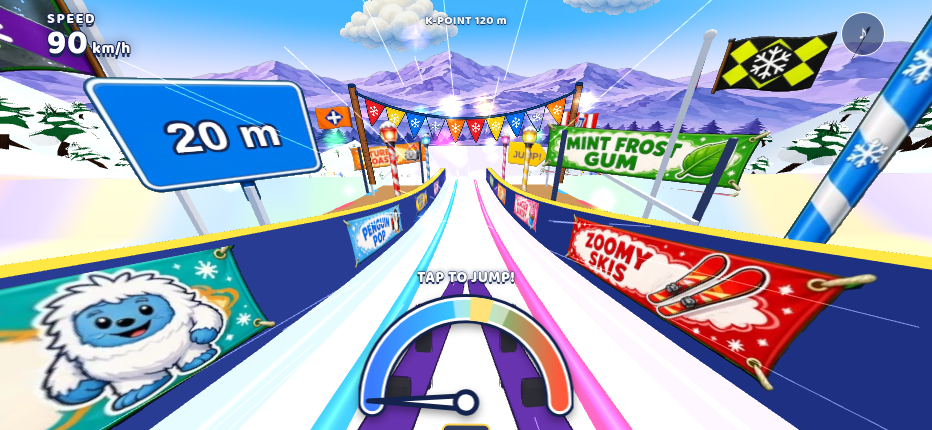 SPEED
90 km/h
K-POINT 120 m
20 m
MINT FROST
GUM
JUMP!
PENGUIN
POP
ZOOMY
SKIS
TAP TO JUMP!